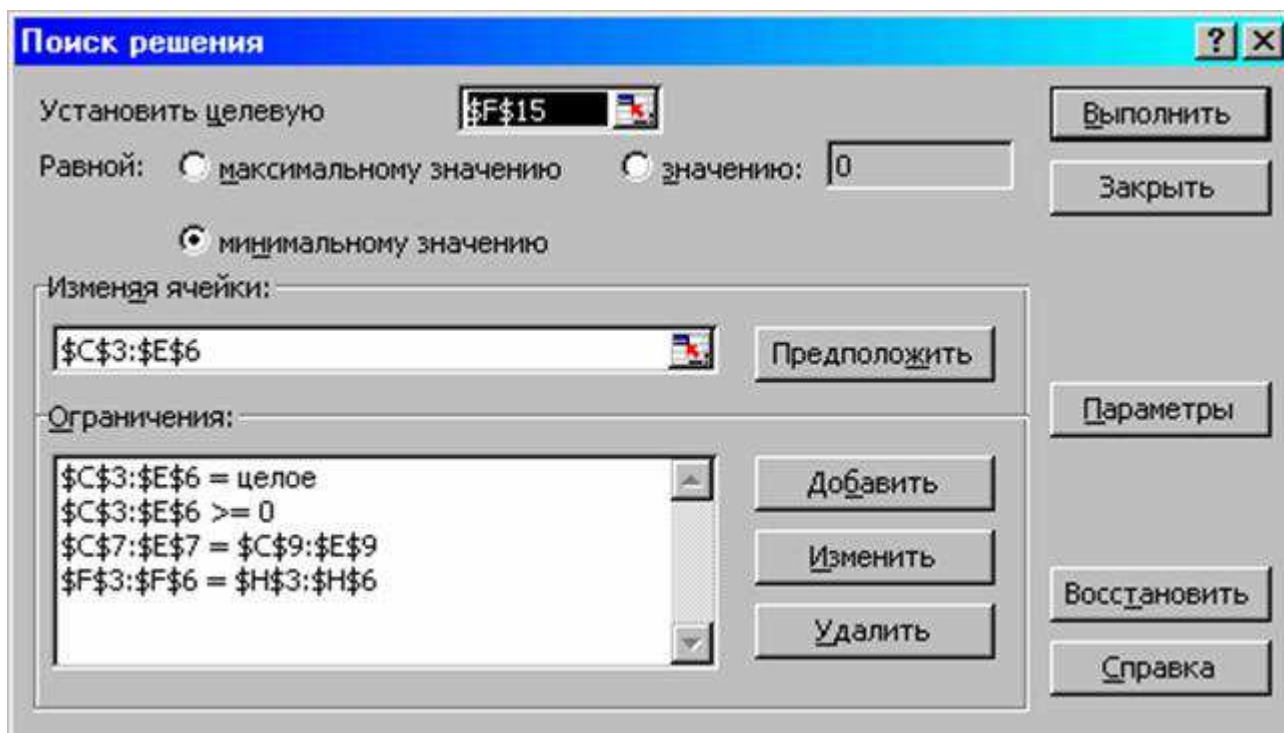 Поиск решения
Установить целевую $F$15 Выполнить
Равной: максимальному значению значению: 0
Закрыть
минимальному значению
Изменяя ячейки:
$C$3:$E$6 Предположить
Параметры
Ограничения:
$C$3:$E$6 = целое Добавить
$C$3:$E$6 >= 0
$C$7:$E$7 = $C$9:$E$9 Изменить
$F$3:$F$6 = $H$3:$H$6 Восстановить
Удалить
Справка